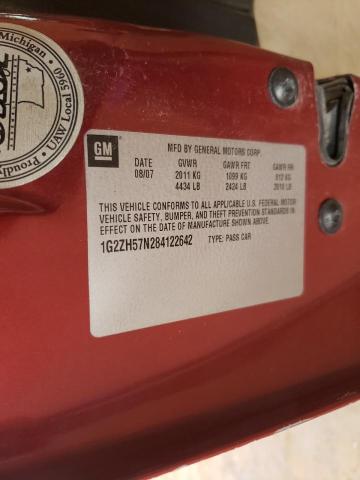 Michigan
UAW Local 5960
Proudly
GM
MFD BY GENERAL MOTORS CORP
DATE GVWR GAWR FRT GAWR RR
08/07 2011 KG 1099 KG 912 KG
4434 LB 2424 LB 2010 LB
THIS VEHICLE CONFORMS TO ALL APPLICABLE U.S. FEDERAL MOTOR
VEHICLE SAFETY, BUMPER, AND THEFT PREVENTION STANDARDS IN
EFFECT ON THE DATE OF MANUFACTURE SHOWN ABOVE.
1G2ZH57N284122642 TYPE: PASS CAR